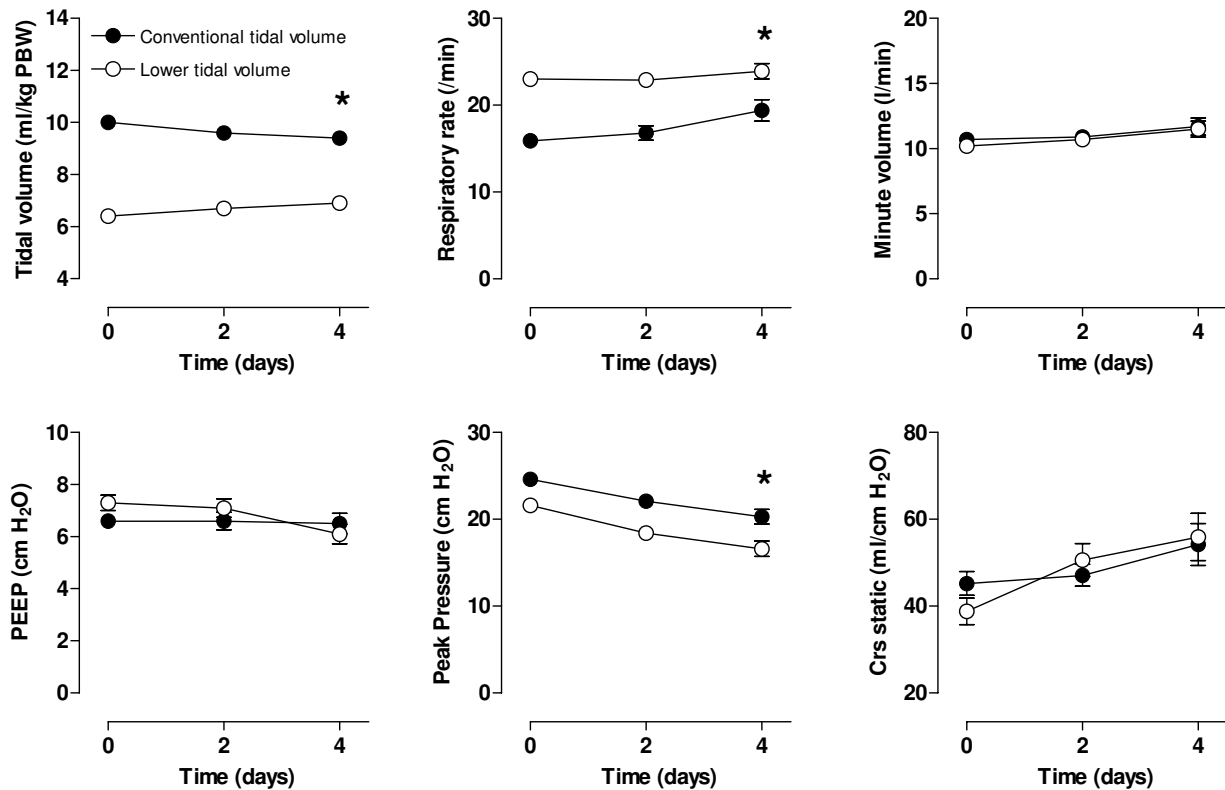 14
12
10
8
6
4
Tidal volume (ml/kg PBW)
Conventional tidal volume
Lower tidal volume
*
0 2 4
Time (days)
30
20
10
0
Respiratory rate (/min)
*
0 2 4
Time (days)
20
15
10
5
0
Minute volume (l/min)
0 2 4
Time (days)
10
8
6
4
2
0
PEEP (cm H₂O)
0 2 4
Time (days)
30
20
10
0
Peak Pressure (cm H₂O)
*
0 2 4
Time (days)
80
60
40
20
Crs static (ml/cm H₂O)
0 2 4
Time (days)